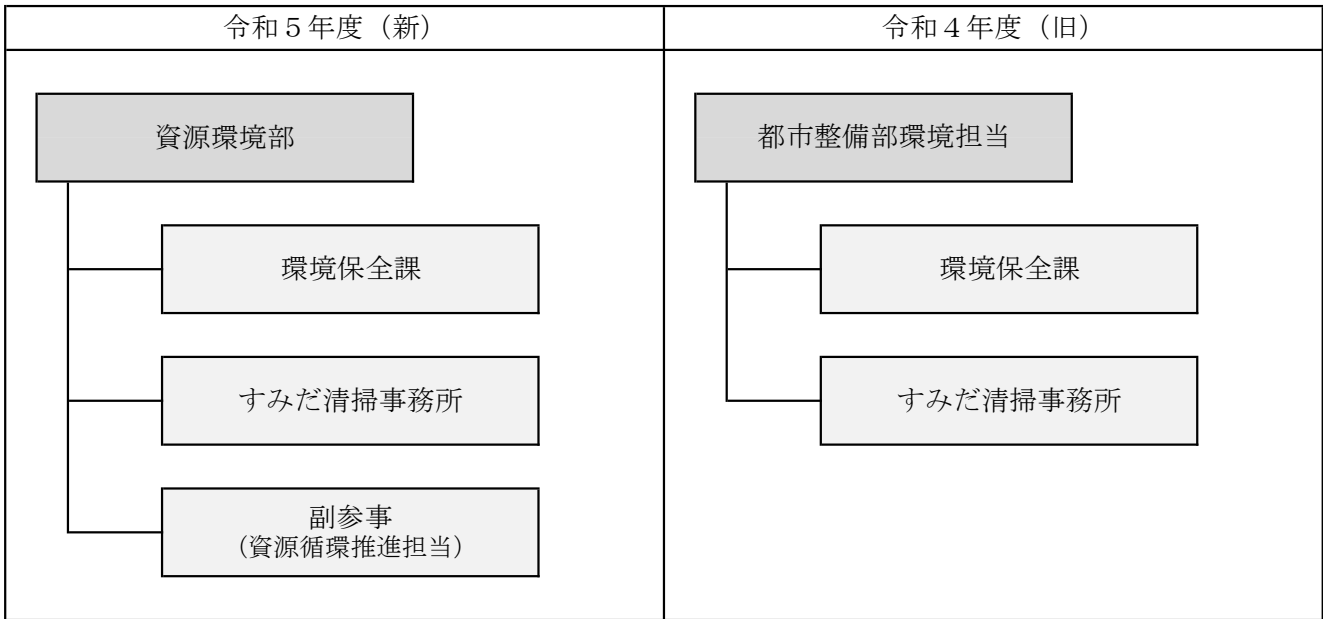 令和５年度（新）
令和４年度（旧）
資源環境部
環境保全課
すみだ清掃事務所
副参事
（資源循環推進担当）
都市整備部環境担当
環境保全課
すみだ清掃事務所